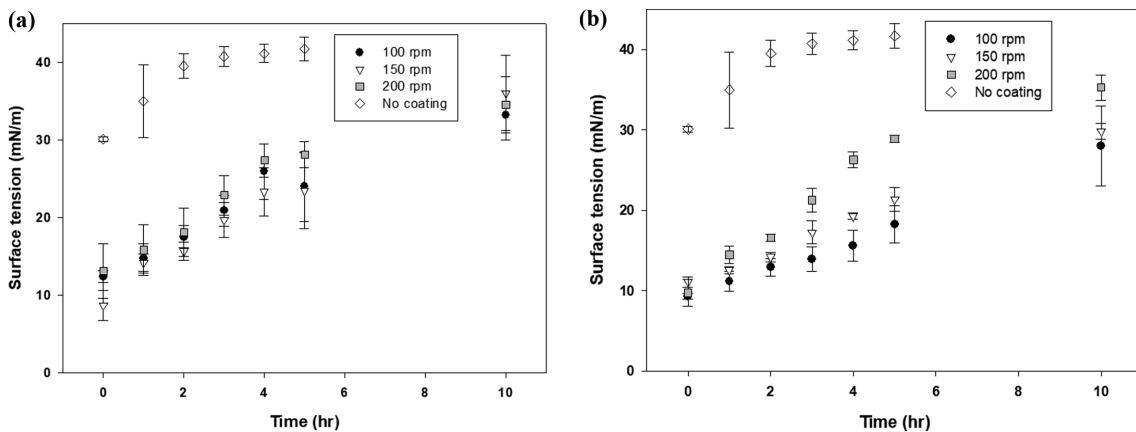 (a)
Surface tension (mN/m)
40
30
20
10
0
100 rpm
150 rpm
200 rpm
No coating
0 2 4 6 8 10
Time (hr)
(b)
Surface tension (mN/m)
40
30
20
10
0
100 rpm
150 rpm
200 rpm
No coating
0 2 4 6 8 10
Time (hr)